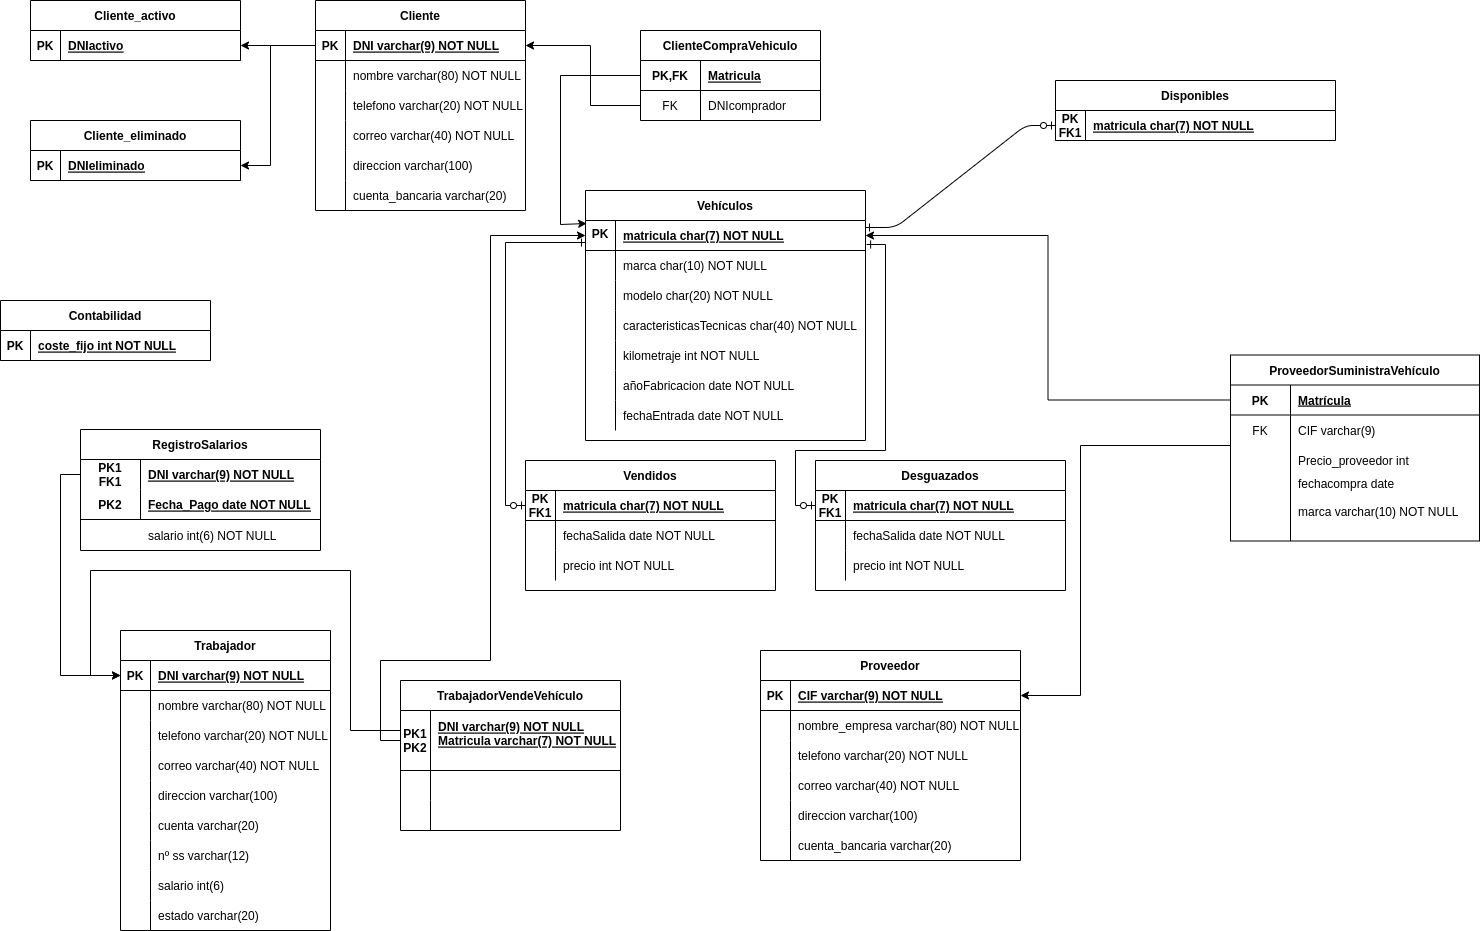 Cliente_activo
PK DNIactivo
Cliente
PK DNI varchar(9) NOT NULL
nombre varchar(80) NOT NULL
telefono varchar(20) NOT NULL
correo varchar(40) NOT NULL
direccion varchar(100)
cuenta_bancaria varchar(20)
ClienteCompraVehiculo
PK,FK Matricula
FK DNIcomprador
Disponibles
PK
FK1 matricula char(7) NOT NULL
Cliente_eliminado
PK DNIeliminado
Vehículos
PK matricula char(7) NOT NULL
marca char(10) NOT NULL
modelo char(20) NOT NULL
caracteristicasTecnicas char(40) NOT NULL
kilometraje int NOT NULL
añoFabricacion date NOT NULL
fechaEntrada date NOT NULL
Contabilidad
PK coste_fijo int NOT NULL
ProveedorSuministraVehículo
PK Matrícula
FK CIF varchar(9)
Precio_proveedor int
fechacompra date
marca varchar(10) NOT NULL
RegistroSalarios
PK1
FK1 DNI varchar(9) NOT NULL
PK2 Fecha_Pago date NOT NULL
salario int(6) NOT NULL
Vendidos
PK
FK1 matricula char(7) NOT NULL
fechaSalida date NOT NULL
precio int NOT NULL
Desguazados
PK
FK1 matricula char(7) NOT NULL
fechaSalida date NOT NULL
precio int NOT NULL
Trabajador
PK DNI varchar(9) NOT NULL
nombre varchar(80) NOT NULL
telefono varchar(20) NOT NULL
correo varchar(40) NOT NULL
direccion varchar(100)
cuenta varchar(20)
nº ss varchar(12)
salario int(6)
estado varchar(20)
TrabajadorVendeVehículo
PK1 DNI varchar(9) NOT NULL
PK2 Matricula varchar(7) NOT NULL
Proveedor
PK CIF varchar(9) NOT NULL
nombre_empresa varchar(80) NOT NULL
telefono varchar(20) NOT NULL
correo varchar(40) NOT NULL
direccion varchar(100)
cuenta_bancaria varchar(20)